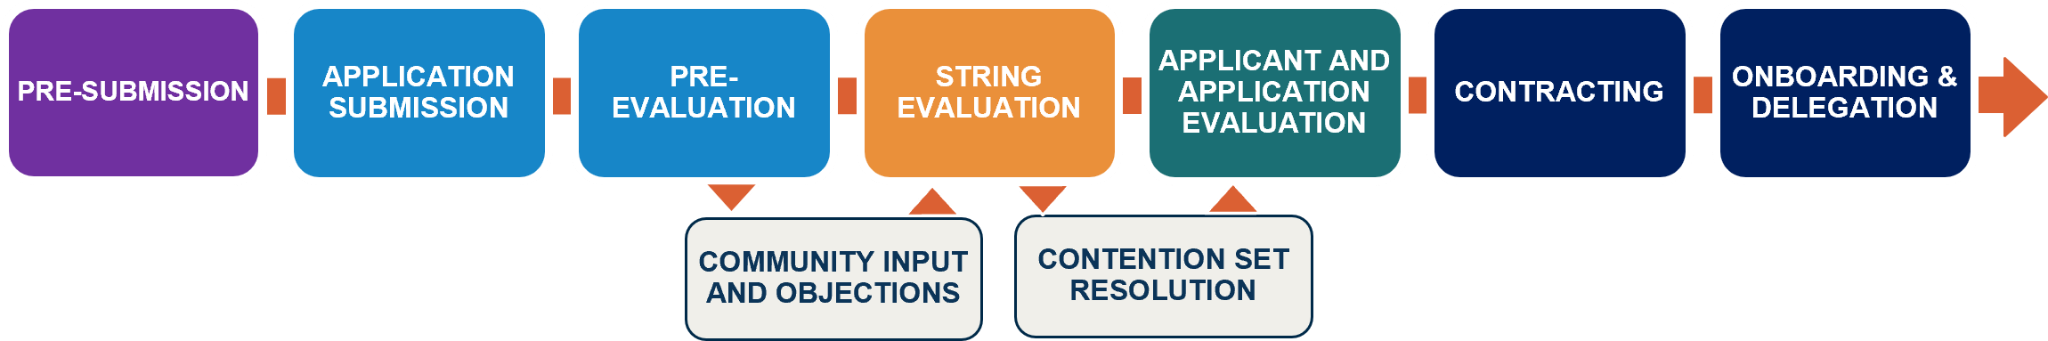 PRE-SUBMISSION
APPLICATION
SUBMISSION
PRE-
EVALUATION
STRING
EVALUATION
APPLICANT AND
APPLICATION
EVALUATION
CONTRACTING
ONBOARDING &
DELEGATION
COMMUNITY INPUT
AND OBJECTIONS
CONTENTION SET
RESOLUTION